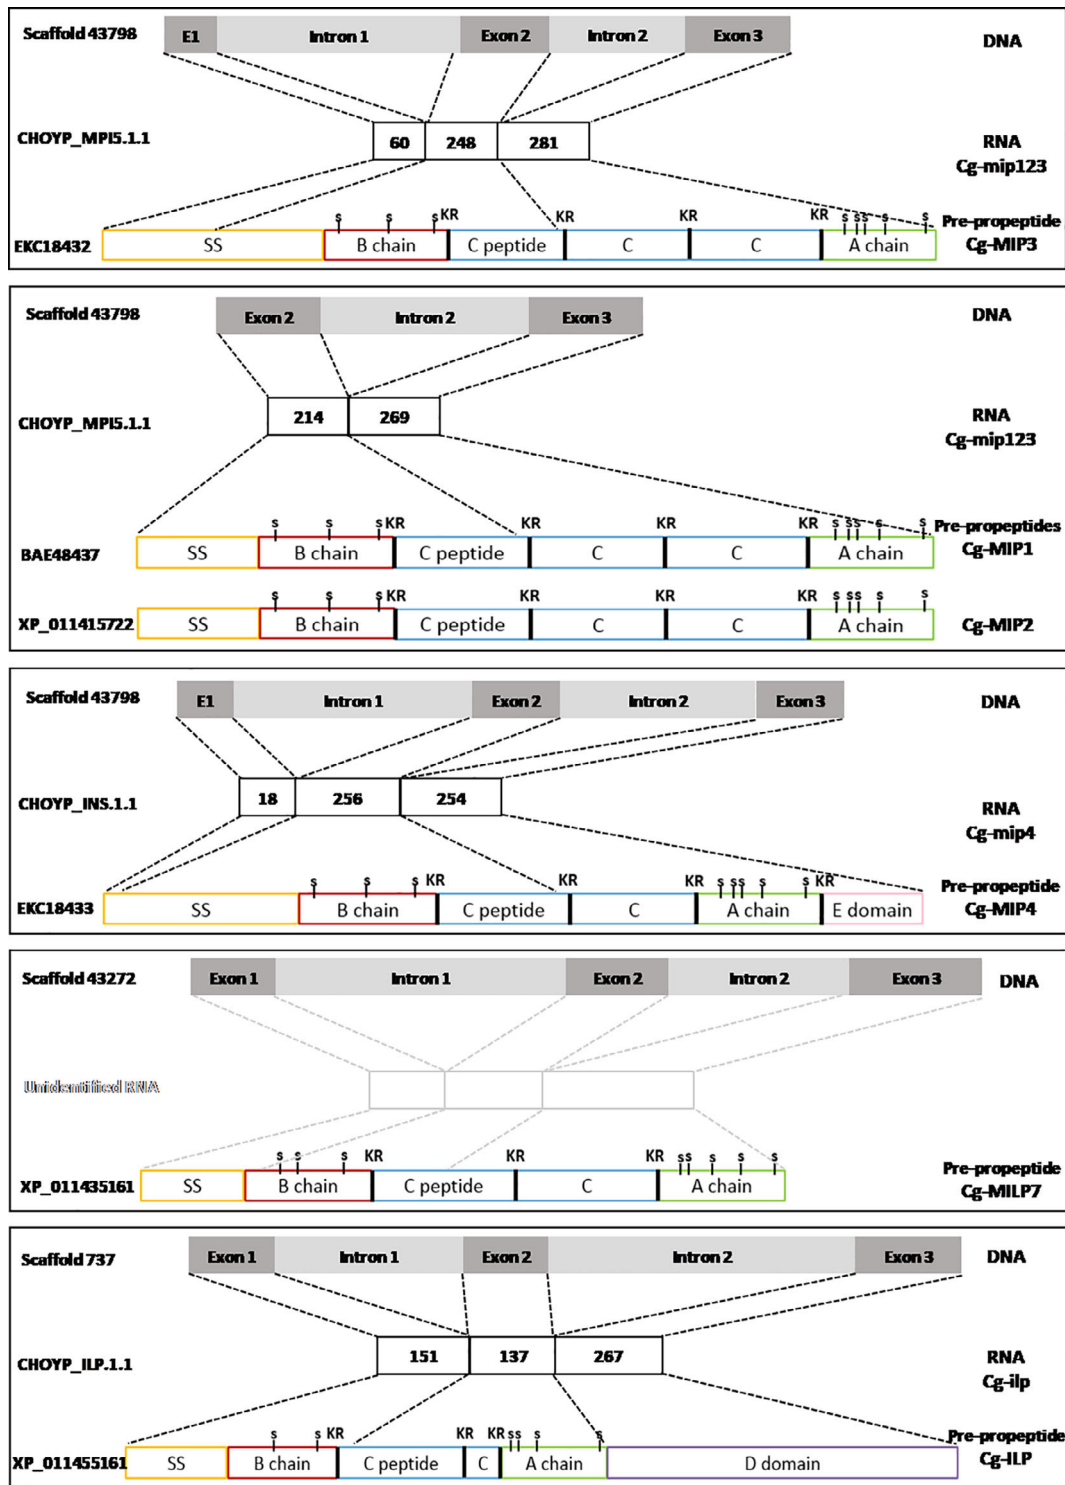 Scaffold 43798 E1 Intron 1 Exon 2 Intron 2 Exon 3 DNA
CHOYP_MPI5.1.1 60 248 281 RNA
Cg-mip123
s s s KR KR KR KR s s s s s Pre-propeptide
EKC18432 SS B chain C peptide C C A chain Cg-MIP3
Scaffold 43798 Exon 2 Intron 2 Exon 3 DNA
CHOYP_MPI5.1.1 214 269 RNA
Cg-mip123
s s s KR KR KR KR s s s s s Pre-propeptides
BAE48437 SS B chain C peptide C C A chain Cg-MIP1
s s s KR KR KR KR s s s s s
XP_011415722 SS B chain C peptide C C A chain Cg-MIP2
Scaffold 43798 E1 Intron 1 Exon 2 Intron 2 Exon 3 DNA
CHOYP_INS.1.1 18 256 254 RNA
Cg-mip4
s s s KR KR KR s s s s s KR Pre-propeptide
EKC18433 SS B chain C peptide C A chain E domain Cg-MIP4
Scaffold 43272 Exon 1 Intron 1 Exon 2 Intron 2 Exon 3 DNA
Unidentified RNA
s s s KR KR KR s s s s s Pre-propeptide
XP_011435161 SS B chain C peptide C A chain Cg-MILP7
Scaffold 737 Exon 1 Intron 1 Exon 2 Intron 2 Exon 3 DNA
CHOYP_ILP.1.1 151 137 267 RNA
Cg-ilp
s s KR KR KR s s s s Pre-propeptide
XP_011455161 SS B chain C peptide C A chain D domain Cg-ILP